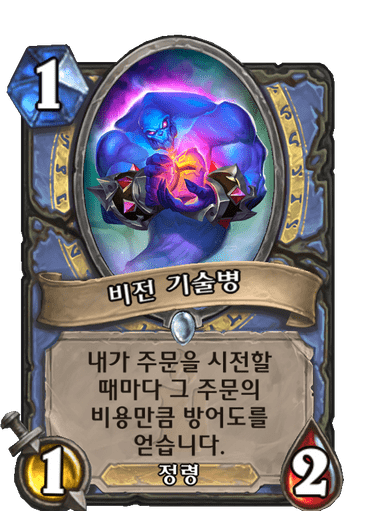 1
비전 기술병
내가 주문을 시전할
때마다 그 주문의
비용만큼 방어도를
얻습니다.
1
정령
2